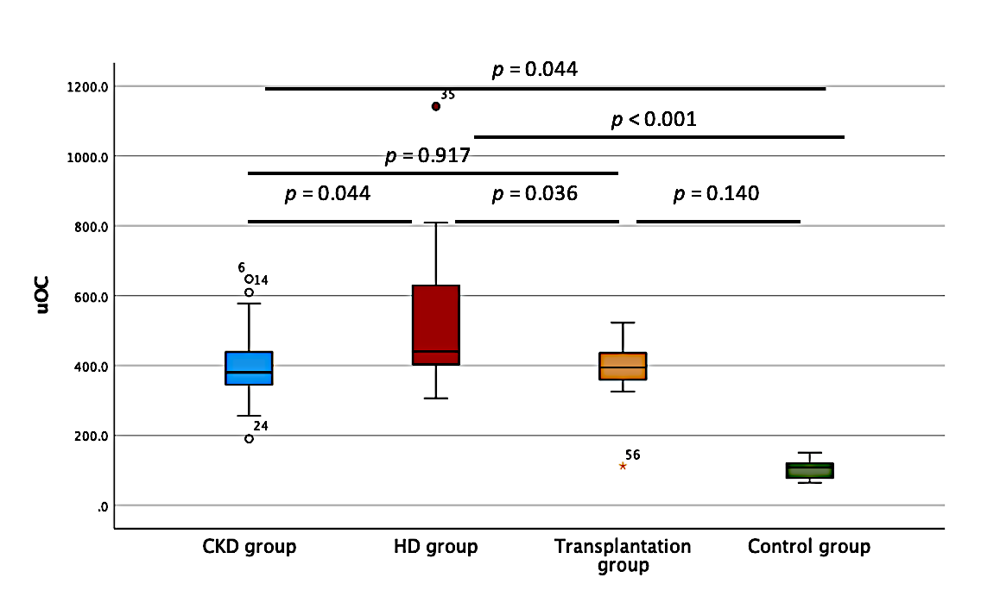 p = 0.044
1200.0
35
p < 0.001
1000.0
p = 0.917
p = 0.044
p = 0.036
p = 0.140
800.0
6
14
uOC
600.0
400.0
24
200.0
56
.0
CKD group
HD group
Transplantation
group
Control group